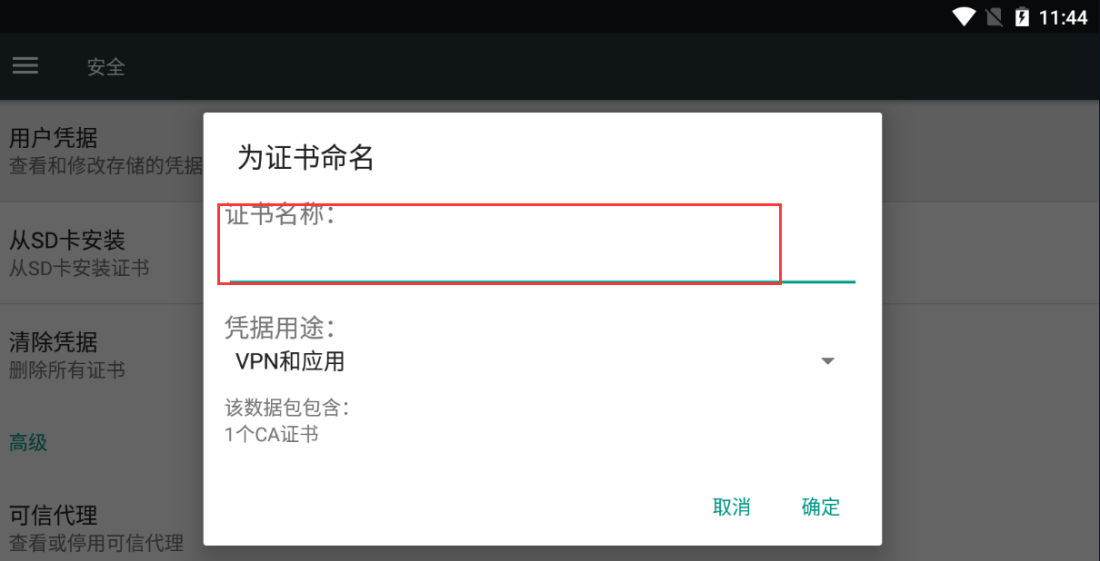 11:44
安全
用户凭据
查看和修改存储的凭据
从SD卡安装
从SD卡安装证书
清除凭据
删除所有证书
高级
可信代理
查看或停用可信代理
为证书命名
证书名称：
凭据用途：
VPN和应用
该数据包包含：
1个CA证书
取消 确定